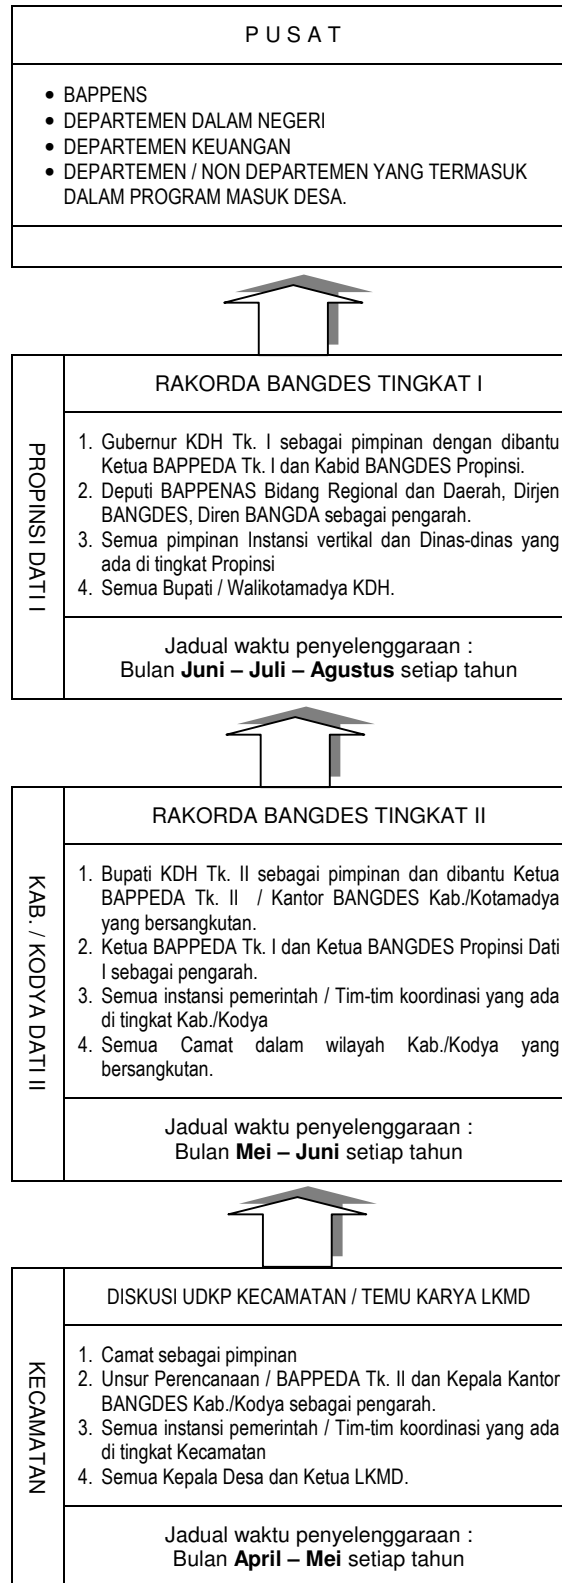 P U S A T
• BAPPENS
• DEPARTEMEN DALAM NEGERI
• DEPARTEMEN KEUANGAN
• DEPARTEMEN / NON DEPARTEMEN YANG TERMASUK
DALAM PROGRAM MASUK DESA.
PROPINSI DATI I
RAKORDA BANGDES TINGKAT I
1. Gubernur KDH Tk. I sebagai pimpinan dengan dibantu
Ketua BAPPEDA Tk. I dan Kabid BANGDES Propinsi.
2. Deputi BAPPENAS Bidang Regional dan Daerah, Dirjen
BANGDES, Diren BANGDA sebagai pengarah.
3. Semua pimpinan Instansi vertikal dan Dinas-dinas yang
ada di tingkat Propinsi
4. Semua Bupati / Walikotamadya KDH.
Jadual waktu penyelenggaraan :
Bulan Juni – Juli – Agustus setiap tahun
KAB. / KODYA DATI II
RAKORDA BANGDES TINGKAT II
1. Bupati KDH Tk. II sebagai pimpinan dan dibantu Ketua
BAPPEDA Tk. II / Kantor BANGDES Kab./Kotamadya
yang bersangkutan.
2. Ketua BAPPEDA Tk. I dan Ketua BANGDES Propinsi Dati
I sebagai pengarah.
3. Semua instansi pemerintah / Tim-tim koordinasi yang ada
di tingkat Kab./Kodya
4. Semua Camat dalam wilayah Kab./Kodya yang
bersangkutan.
Jadual waktu penyelenggaraan :
Bulan Mei – Juni setiap tahun
KECAMATAN
DISKUSI UDKP KECAMATAN / TEMU KARYA LKMD
1. Camat sebagai pimpinan
2. Unsur Perencanaan / BAPPEDA Tk. II dan Kepala Kantor
BANGDES Kab./Kodya sebagai pengarah.
3. Semua instansi pemerintah / Tim-tim koordinasi yang ada
di tingkat Kecamatan
4. Semua Kepala Desa dan Ketua LKMD.
Jadual waktu penyelenggaraan :
Bulan April – Mei setiap tahun